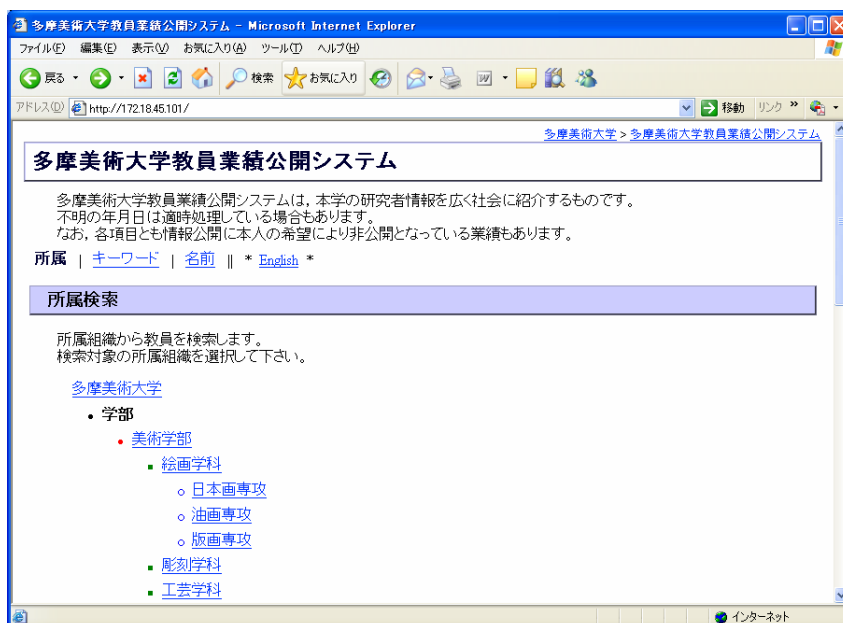 多摩美術大学教員業績公開システム - Microsoft Internet Explorer
ファイル(F) 編集(E) 表示(V) お気に入り(A) ツール(T) ヘルプ(H)
戻る 検索 お気に入り
アドレス(D) http://172.18.45.101/ 移動 リンク »
多摩美術大学 > 多摩美術大学教員業績公開システム
多摩美術大学教員業績公開システム
多摩美術大学教員業績公開システムは，本学の研究者情報を広く社会に紹介するものです。
不明の年月日は適時処理している場合もあります。
なお，各項目とも情報公開に本人の希望により非公開となっている業績もあります。
所属 | キーワード | 名前 || * English *
所属検索
所属組織から教員を検索します。
検索対象の所属組織を選択して下さい。
多摩美術大学
学部
美術学部
絵画学科
日本画専攻
油画専攻
版画専攻
彫刻学科
工芸学科
インターネット